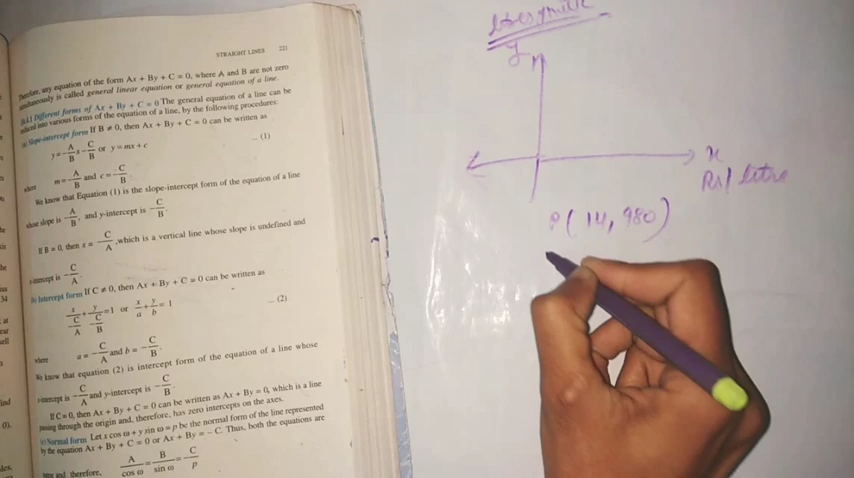 STRAIGHT LINES 221
Therefore, any equation of the form Ax + By + C = 0, where A and B are not zero
simultaneously is called general linear equation or general equation of a line.
Different forms of Ax + By + C = 0 The general equation of a line can be
reduced into various forms of the equation of a line, by the following procedures:
(a) Slope-intercept form If B ≠ 0, then Ax + By + C = 0 can be written as
y = -A/B x - C/B or y = mx + c ... (1)
where m = -A/B and c = -C/B.
We know that Equation (1) is the slope-intercept form of the equation of a line
whose slope is -A/B, and y-intercept is -C/B.
If B = 0, then x = -C/A, which is a vertical line whose slope is undefined and
x-intercept is -C/A.
(b) Intercept form If C ≠ 0, then Ax + By + C = 0 can be written as
x/(C/A) + y/(C/B) = 1 or x/a + y/b = 1 ... (2)
where a = -C/A and b = -C/B.
We know that equation (2) is intercept form of the equation of a line whose
x-intercept is -C/A and y-intercept is -C/B.
If C = 0, then Ax + By + C = 0 can be written as Ax + By = 0, which is a line
passing through the origin and, therefore, has zero intercepts on the axes.
(c) Normal form Let x cos ω + y sin ω = p be the normal form of the line represented
by the equation Ax + By + C = 0 or Ax + By = - C. Thus, both the equations are
same and therefore, A/cos ω = B/sin ω = -C/p
y
x
Rs/litre
P(14, 980)